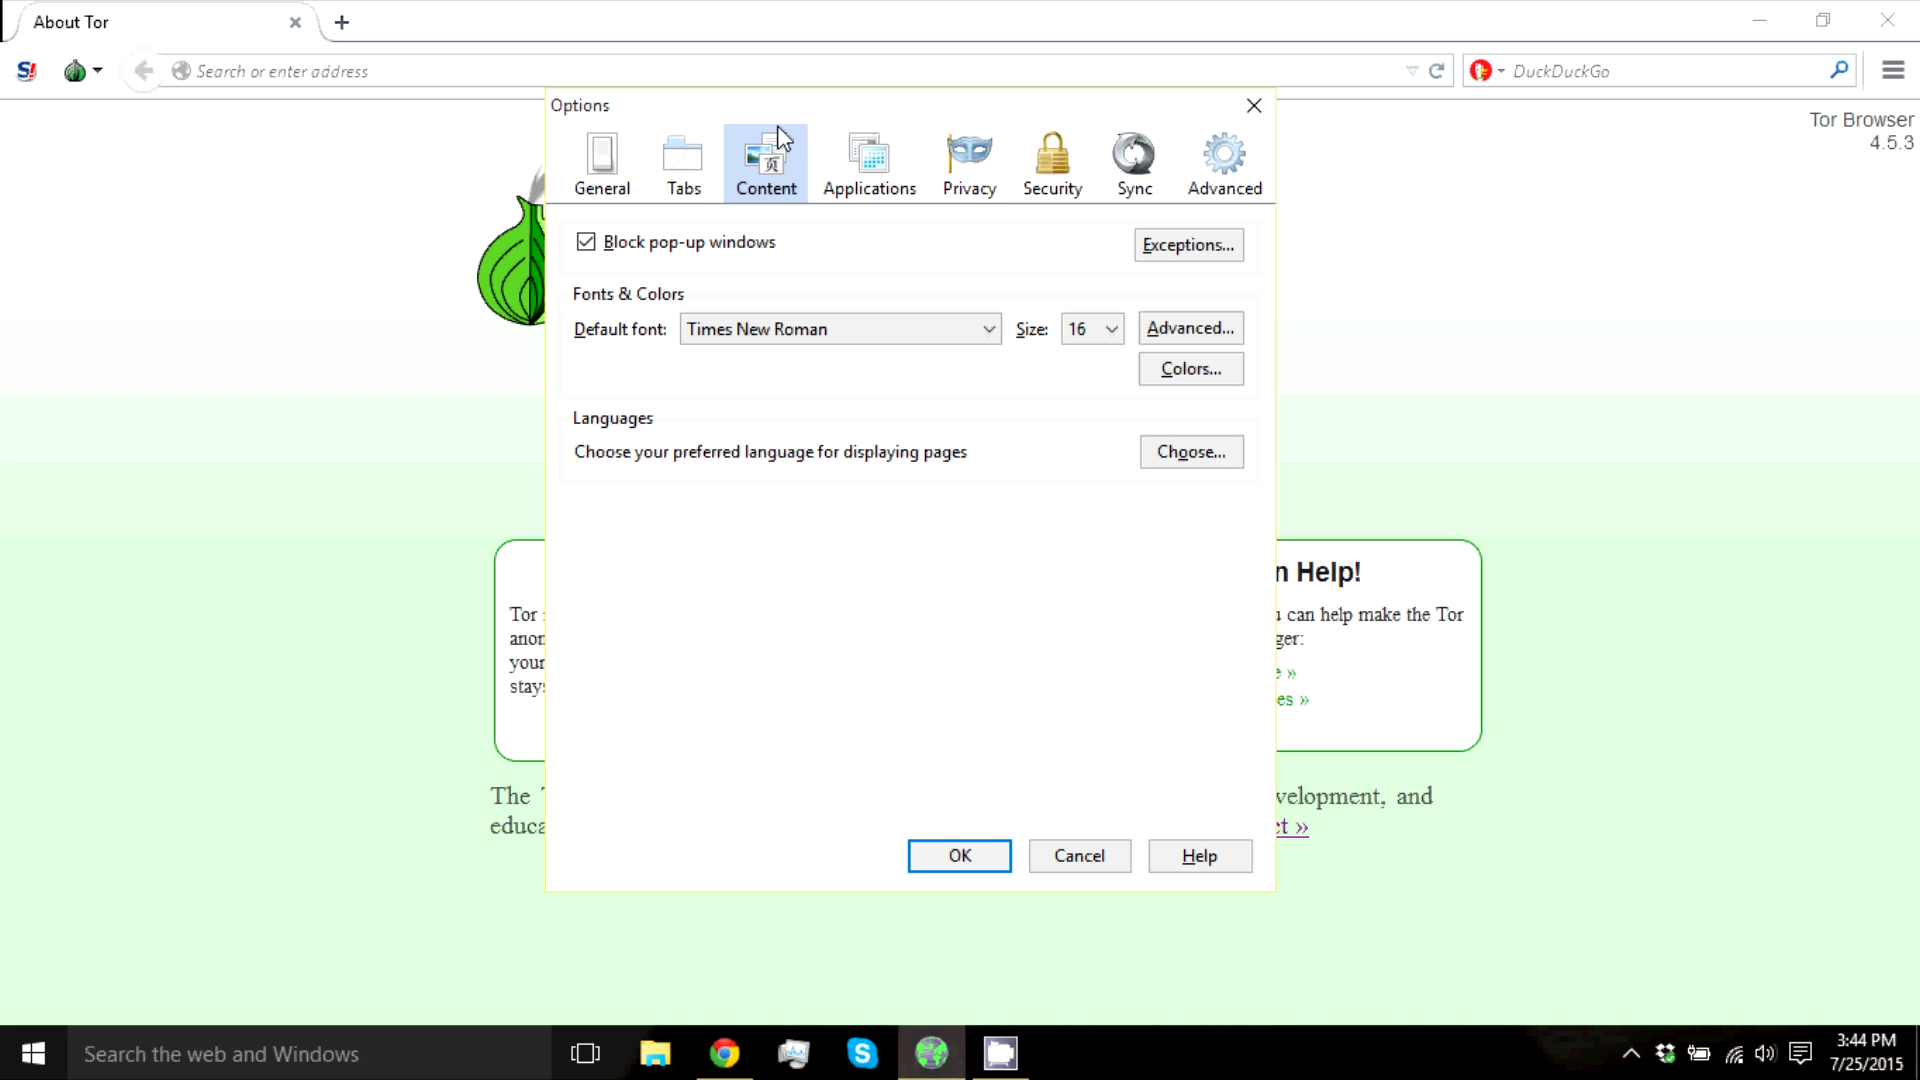 About Tor
Search or enter address
DuckDuckGo
Tor Browser
4.5.3
Options
General
Tabs
Content
Applications
Privacy
Security
Sync
Advanced
Block pop-up windows
Exceptions...
Fonts & Colors
Default font:
Times New Roman
Size:
16
Advanced...
Colors...
Languages
Choose your preferred language for displaying pages
Choose...
n Help!
Tor
can help make the Tor
anon
ger:
your
e »
stays
es »
The
velopment, and
educa
ct »
OK
Cancel
Help
Search the web and Windows
3:44 PM
7/25/2015